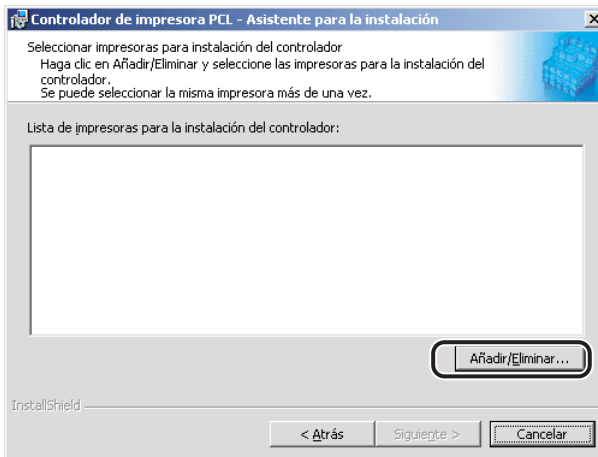 Controlador de impresora PCL - Asistente para la instalación
Seleccionar impresoras para instalación del controlador
Haga clic en Añadir/Eliminar y seleccione las impresoras para la instalación del
controlador.
Se puede seleccionar la misma impresora más de una vez.
Lista de impresoras para la instalación del controlador:
Añadir/Eliminar...
InstallShield
< Atrás
Siguiente >
Cancelar